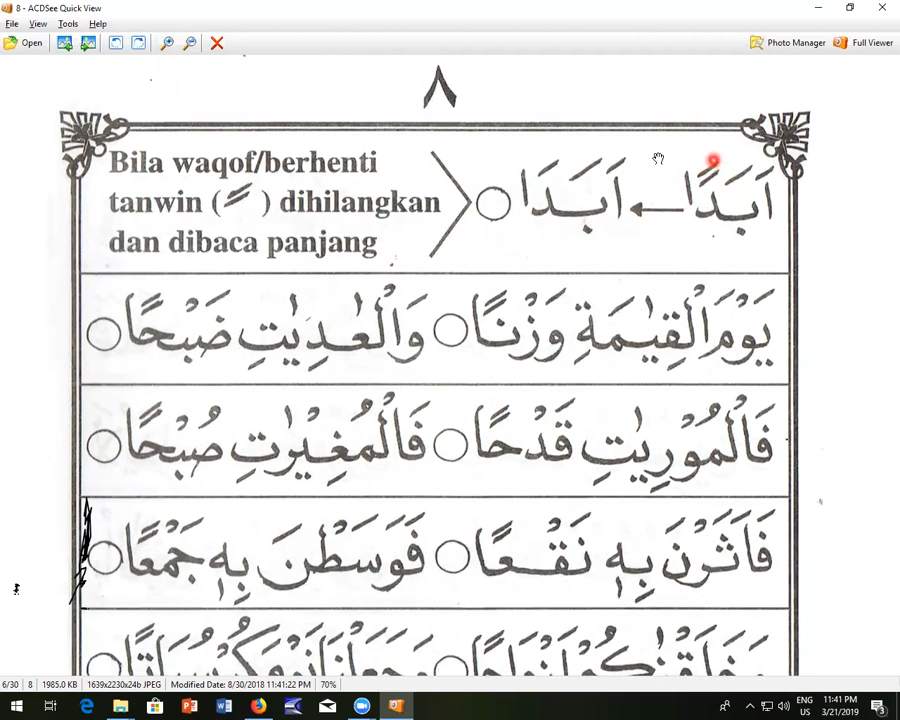 8 - ACDSee Quick View
File View Tools Help
Open Photo Manager Full Viewer
٨
Bila waqof/berhenti
tanwin ( ً ) dihilangkan
dan dibaca panjang
اَبَدًا ← اَبَدَا
يَوْمَ الْقِيٰمَةِ وَزْنًا وَالْعٰدِيٰتِ ضَبْحًا
فَالْمُوْرِيٰتِ قَدْحًا فَالْمُغِيْرٰتِ صُبْحًا
فَاَثَرْنَ بِهٖ نَقْعًا فَوَسَطْنَ بِهٖ جَمْعًا
6/30 8 1985.0 KB 1639x2230x24b JPEG Modified Date: 8/30/2018 11:41:22 PM 70%
ENG 11:41 PM
US 3/21/2019 3